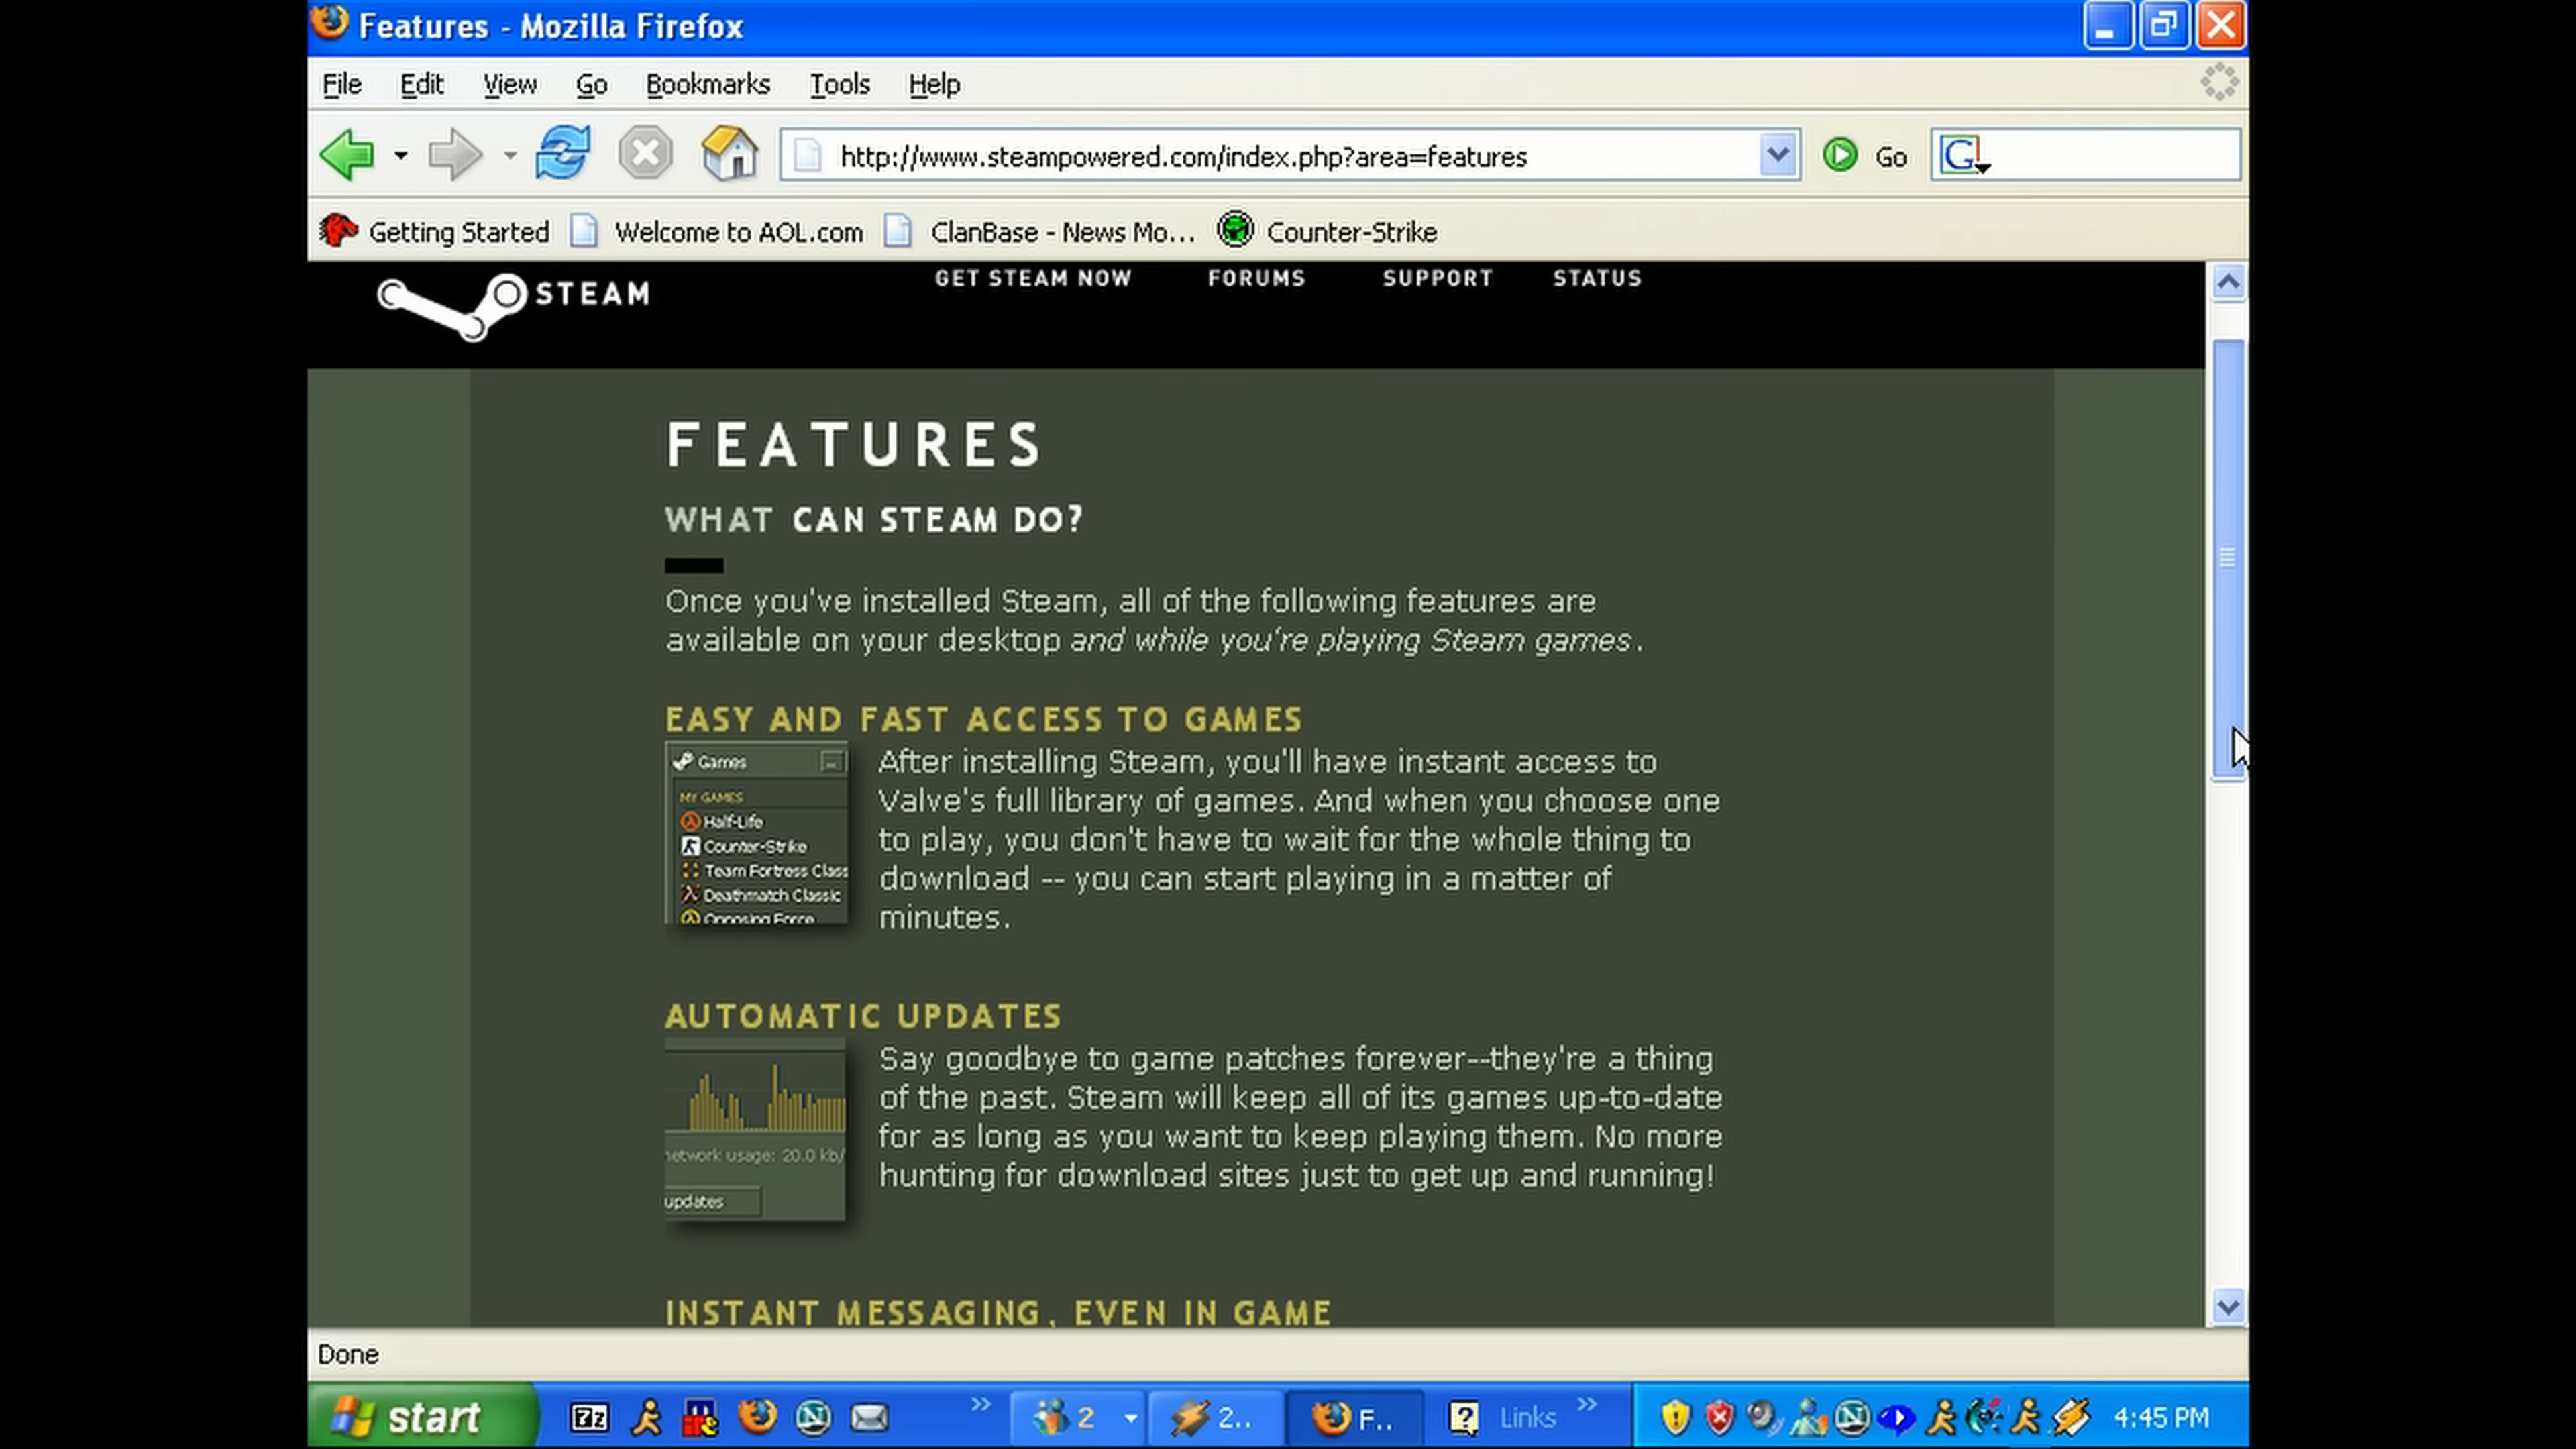 Features - Mozilla Firefox
File Edit View Go Bookmarks Tools Help
http://www.steampowered.com/index.php?area=features Go G
Getting Started Welcome to AOL.com ClanBase - News Mo... Counter-Strike
STEAM GET STEAM NOW FORUMS SUPPORT STATUS
FEATURES
WHAT CAN STEAM DO?
Once you've installed Steam, all of the following features are
available on your desktop and while you're playing Steam games.
EASY AND FAST ACCESS TO GAMES
Games
MY GAMES
Half-Life
Counter-Strike
Team Fortress Class
Deathmatch Classic
Opposing Force
After installing Steam, you'll have instant access to
Valve's full library of games. And when you choose one
to play, you don't have to wait for the whole thing to
download -- you can start playing in a matter of
minutes.
AUTOMATIC UPDATES
network usage: 20.0 kb/
updates
Say goodbye to game patches forever--they're a thing
of the past. Steam will keep all of its games up-to-date
for as long as you want to keep playing them. No more
hunting for download sites just to get up and running!
INSTANT MESSAGING, EVEN IN GAME
Done
start 7z N » 2 2.. F.. ? Links » N 4:45 PM